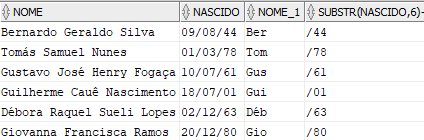 NOME NASCIDO NOME_1 SUBSTR(NASCIDO,6)-
Bernardo Geraldo Silva 09/08/44 Ber /44
Tomás Samuel Nunes 01/03/78 Tom /78
Gustavo José Henry Fogaça 10/07/61 Gus /61
Guilherme Cauê Nascimento 18/07/01 Gui /01
Débora Raquel Sueli Lopes 02/12/63 Déb /63
Giovanna Francisca Ramos 20/12/80 Gio /80